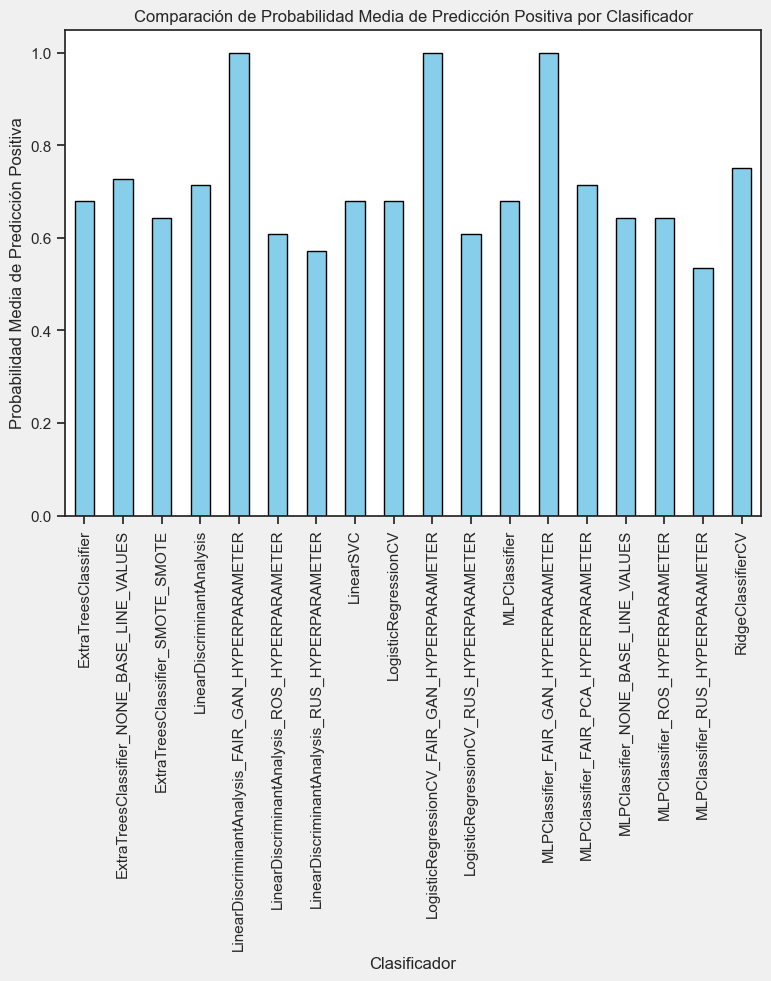 Comparación de Probabilidad Media de Predicción Positiva por Clasificador
Probabilidad Media de Predicción Positiva
1.0
0.8
0.6
0.4
0.2
0.0
ExtraTreesClassifier
ExtraTreesClassifier_NONE_BASE_LINE_VALUES
ExtraTreesClassifier_SMOTE_SMOTE
LinearDiscriminantAnalysis
LinearDiscriminantAnalysis_FAIR_GAN_HYPERPARAMETER
LinearDiscriminantAnalysis_ROS_HYPERPARAMETER
LinearDiscriminantAnalysis_RUS_HYPERPARAMETER
LinearSVC
LogisticRegressionCV
LogisticRegressionCV_FAIR_GAN_HYPERPARAMETER
LogisticRegressionCV_RUS_HYPERPARAMETER
MLPClassifier
MLPClassifier_FAIR_GAN_HYPERPARAMETER
MLPClassifier_FAIR_PCA_HYPERPARAMETER
MLPClassifier_NONE_BASE_LINE_VALUES
MLPClassifier_ROS_HYPERPARAMETER
MLPClassifier_RUS_HYPERPARAMETER
RidgeClassifierCV
Clasificador